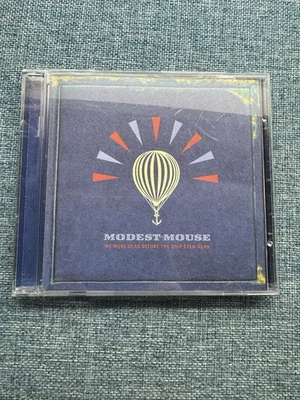 MODEST MOUSE
WE WERE DEAD BEFORE THE SHIP EVEN SANK